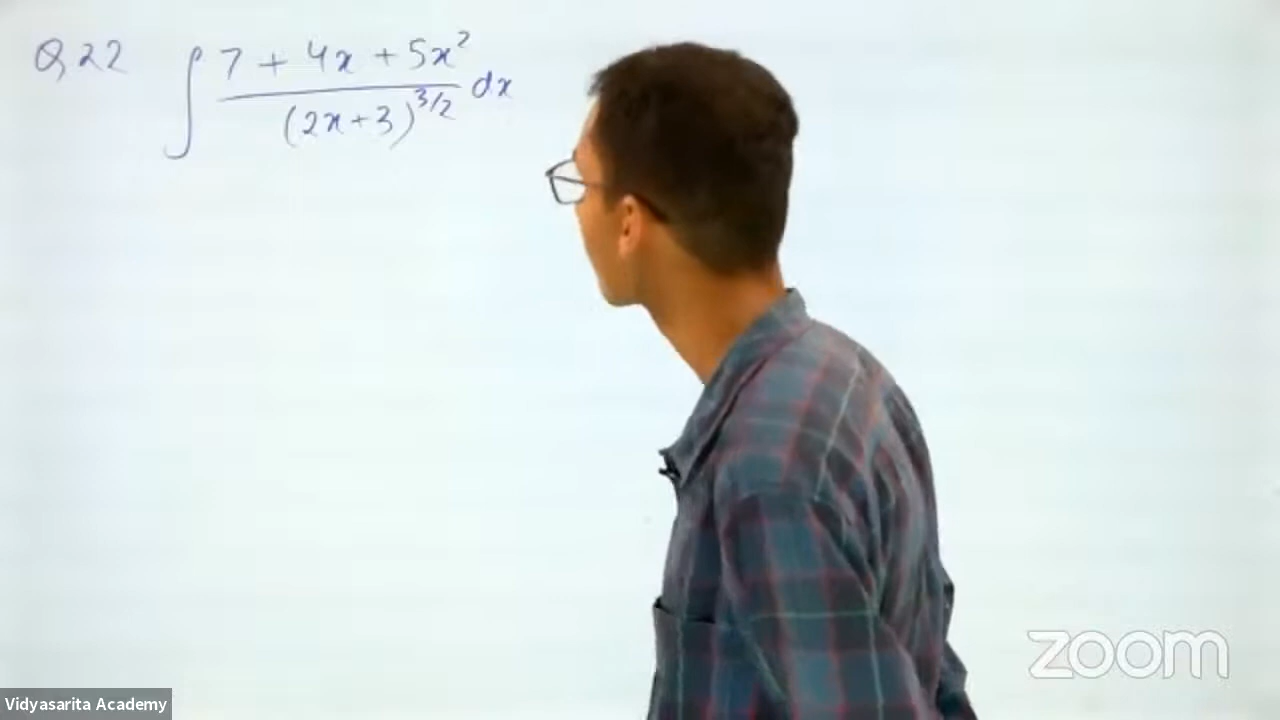 Q 22 ∫ (7 + 4x + 5x²) / (2x+3)^{3/2} dx
zoom
Vidyasarita Academy